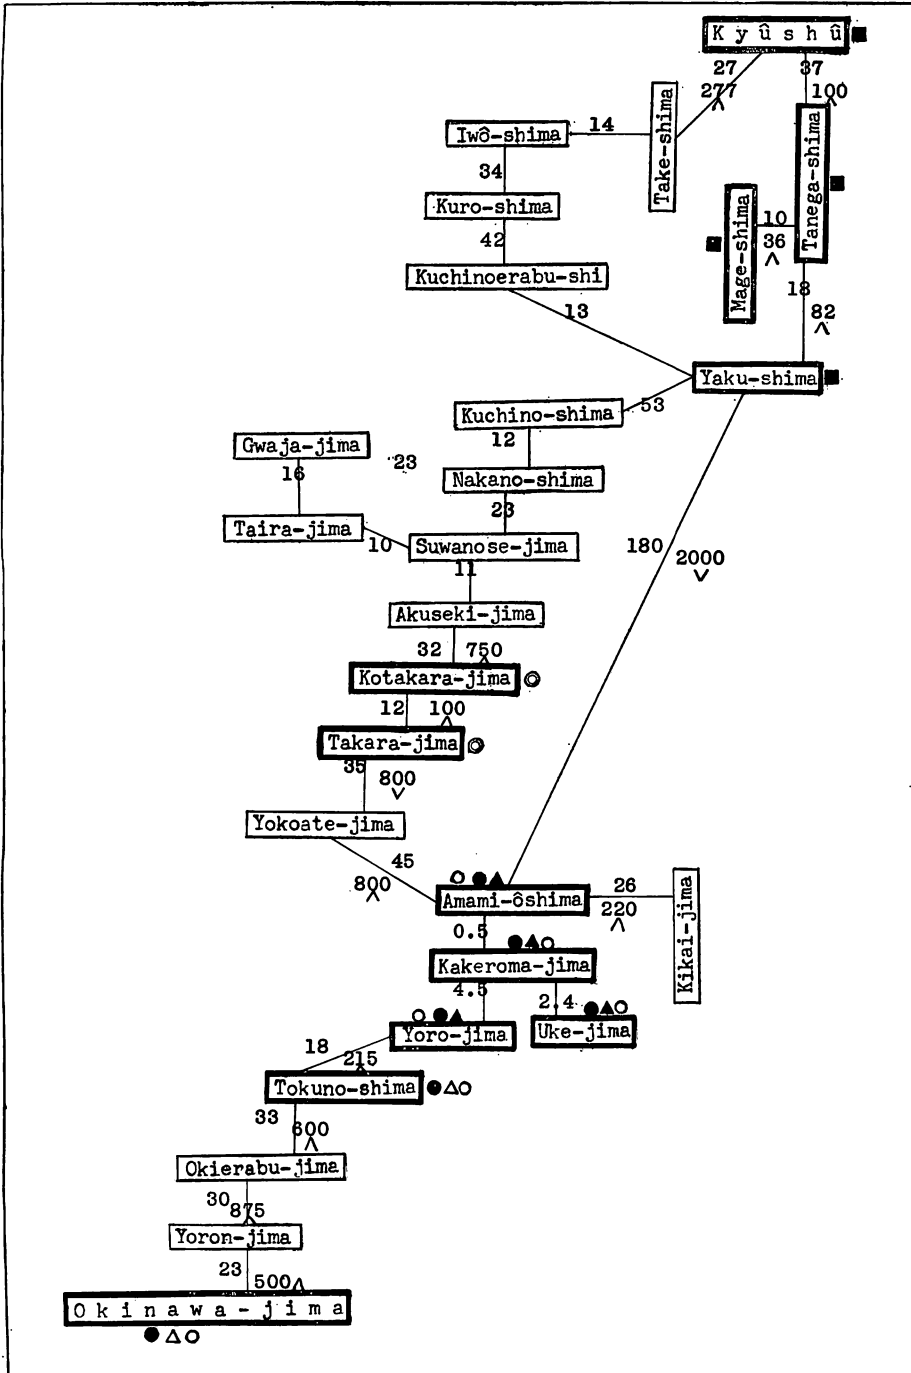 K y û s h û
27
37
277
100
Take-shima
Iwô-shima
14
Tanega-shima
34
Kuro-shima
Mage-shima
10
36
42
Kuchinoerabu-shi
18
13
82
Yaku-shima
53
Kuchino-shima
12
Gwaja-jima
23
16
Nakano-shima
23
Taira-jima
10
Suwanose-jima
180
2000
11
Akuseki-jima
32
750
Kotakara-jima
12
100
Takara-jima
35
800
Yokoate-jima
45
800
Amami-ôshima
26
220
Kikai-jima
0.5
Kakeroma-jima
4.5
2.4
Yoro-jima
Uke-jima
18
215
Tokuno-shima
33
600
Okierabu-jima
30
875
Yoron-jima
23
500
O k i n a w a - j i m a